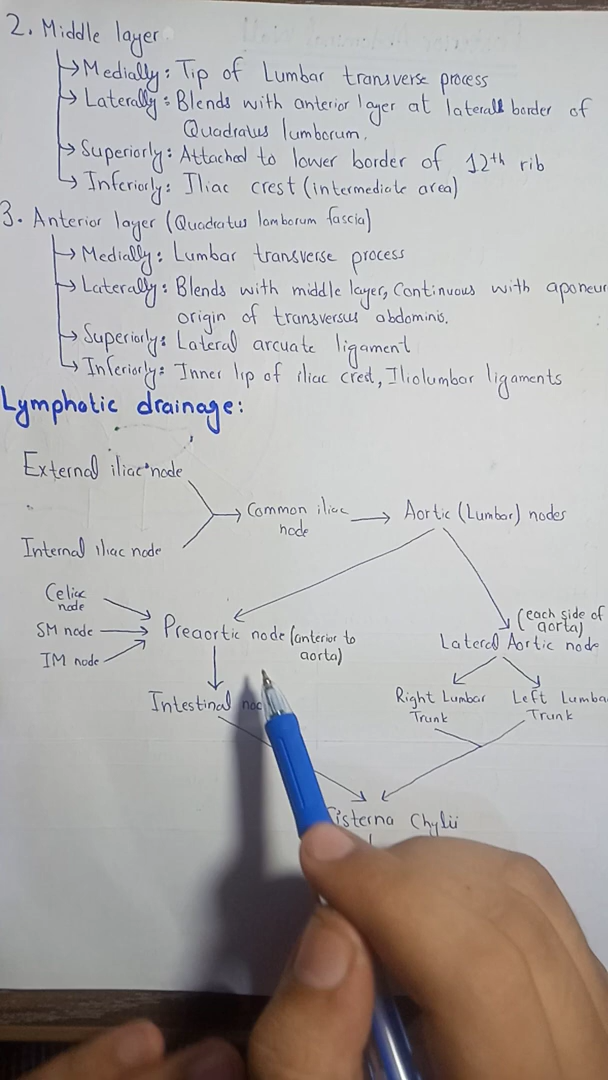 2. Middle layer
Medially: Tip of Lumbar transverse process
Laterally: Blends with anterior layer at lateral border of
Quadratus lumborum.
Superiorly: Attached to lower border of 12th rib
Inferiorly: Iliac crest (intermediate area)
3. Anterior layer (Quadratus lomborum fascia)
Medially: Lumbar transverse process
Laterally: Blends with middle layer, Continuous with aponeur
origin of transversus abdominis.
Superiorly: Lateral arcuate ligament
Inferiorly: Inner lip of iliac crest, Iliolumbar ligaments
Lymphatic drainage:
External iliac node
Common iliac
node
Aortic (Lumbar) nodes
Internal iliac node
Celiac
node
SM node
IM node
Preaortic node (anterior to
aorta)
(each side of
aorta)
Lateral Aortic node
Intestinal
Right Lumbar
Trunk
Left Lumba
Trunk
Cisterna Chylii